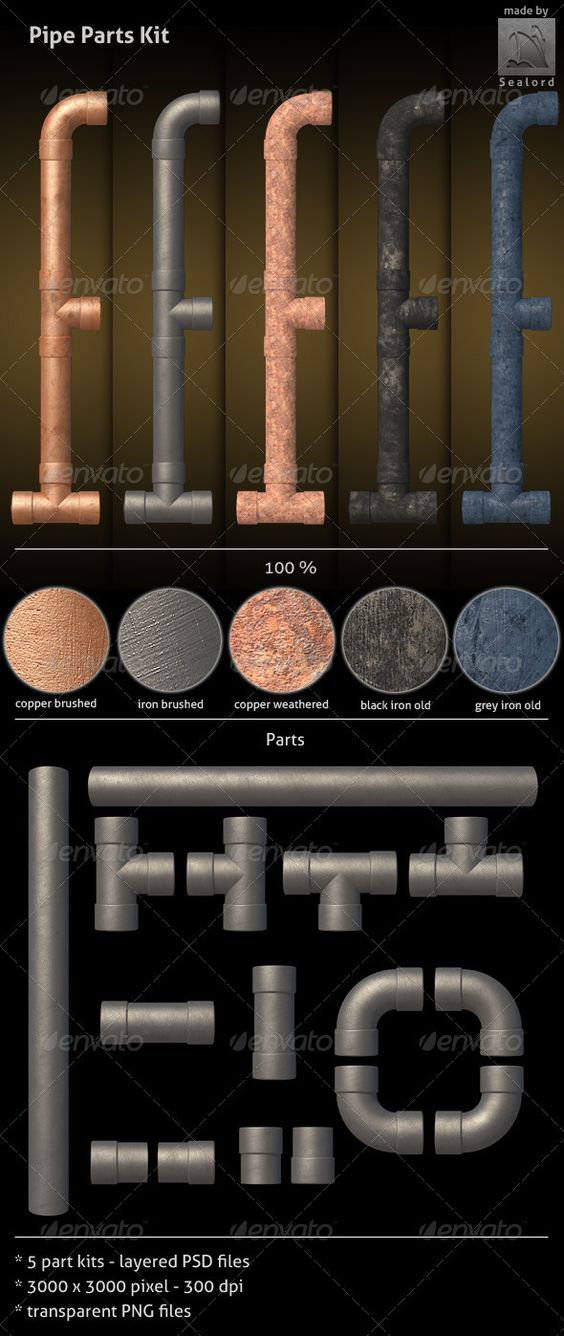 made by
Pipe Parts Kit
Sealord
envato envato envato envato envato
envato envato envato
envato envato envato
100 %
envato envato envato
copper brushed
iron brushed
copper weathered
black iron old
grey iron old
Parts
envato envato envato
envato envato envato
envato envato envato
* 5 part kits - layered PSD files
* 3000 x 3000 pixel - 300 dpi
* transparent PNG files